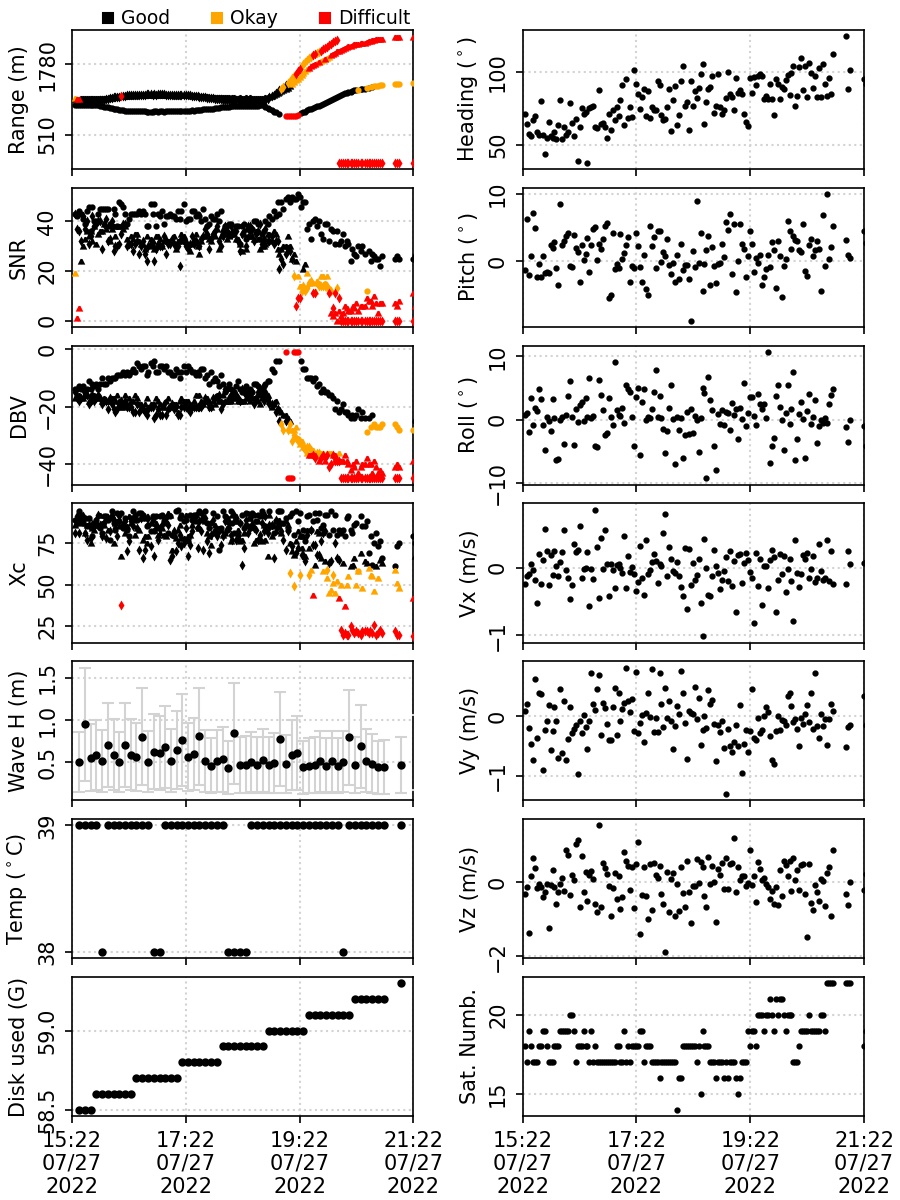 Good Okay Difficult
Range (m)
1780
510
Heading (°)
100
50
SNR
40
20
0
Pitch (°)
10
0
DBV
0
−20
−40
Roll (°)
10
0
−10
Xc
75
50
25
Vx (m/s)
0
−1
Wave H (m)
1.5
1.0
0.5
Vy (m/s)
0
−1
Temp (°C)
39
38
Vz (m/s)
0
−2
Disk used (G)
59.0
58.5
Sat. Numb.
20
15
15:22 17:22 19:22 21:22 15:22 17:22 19:22 21:22
07/27 07/27 07/27 07/27 07/27 07/27 07/27 07/27
2022 2022 2022 2022 2022 2022 2022 2022